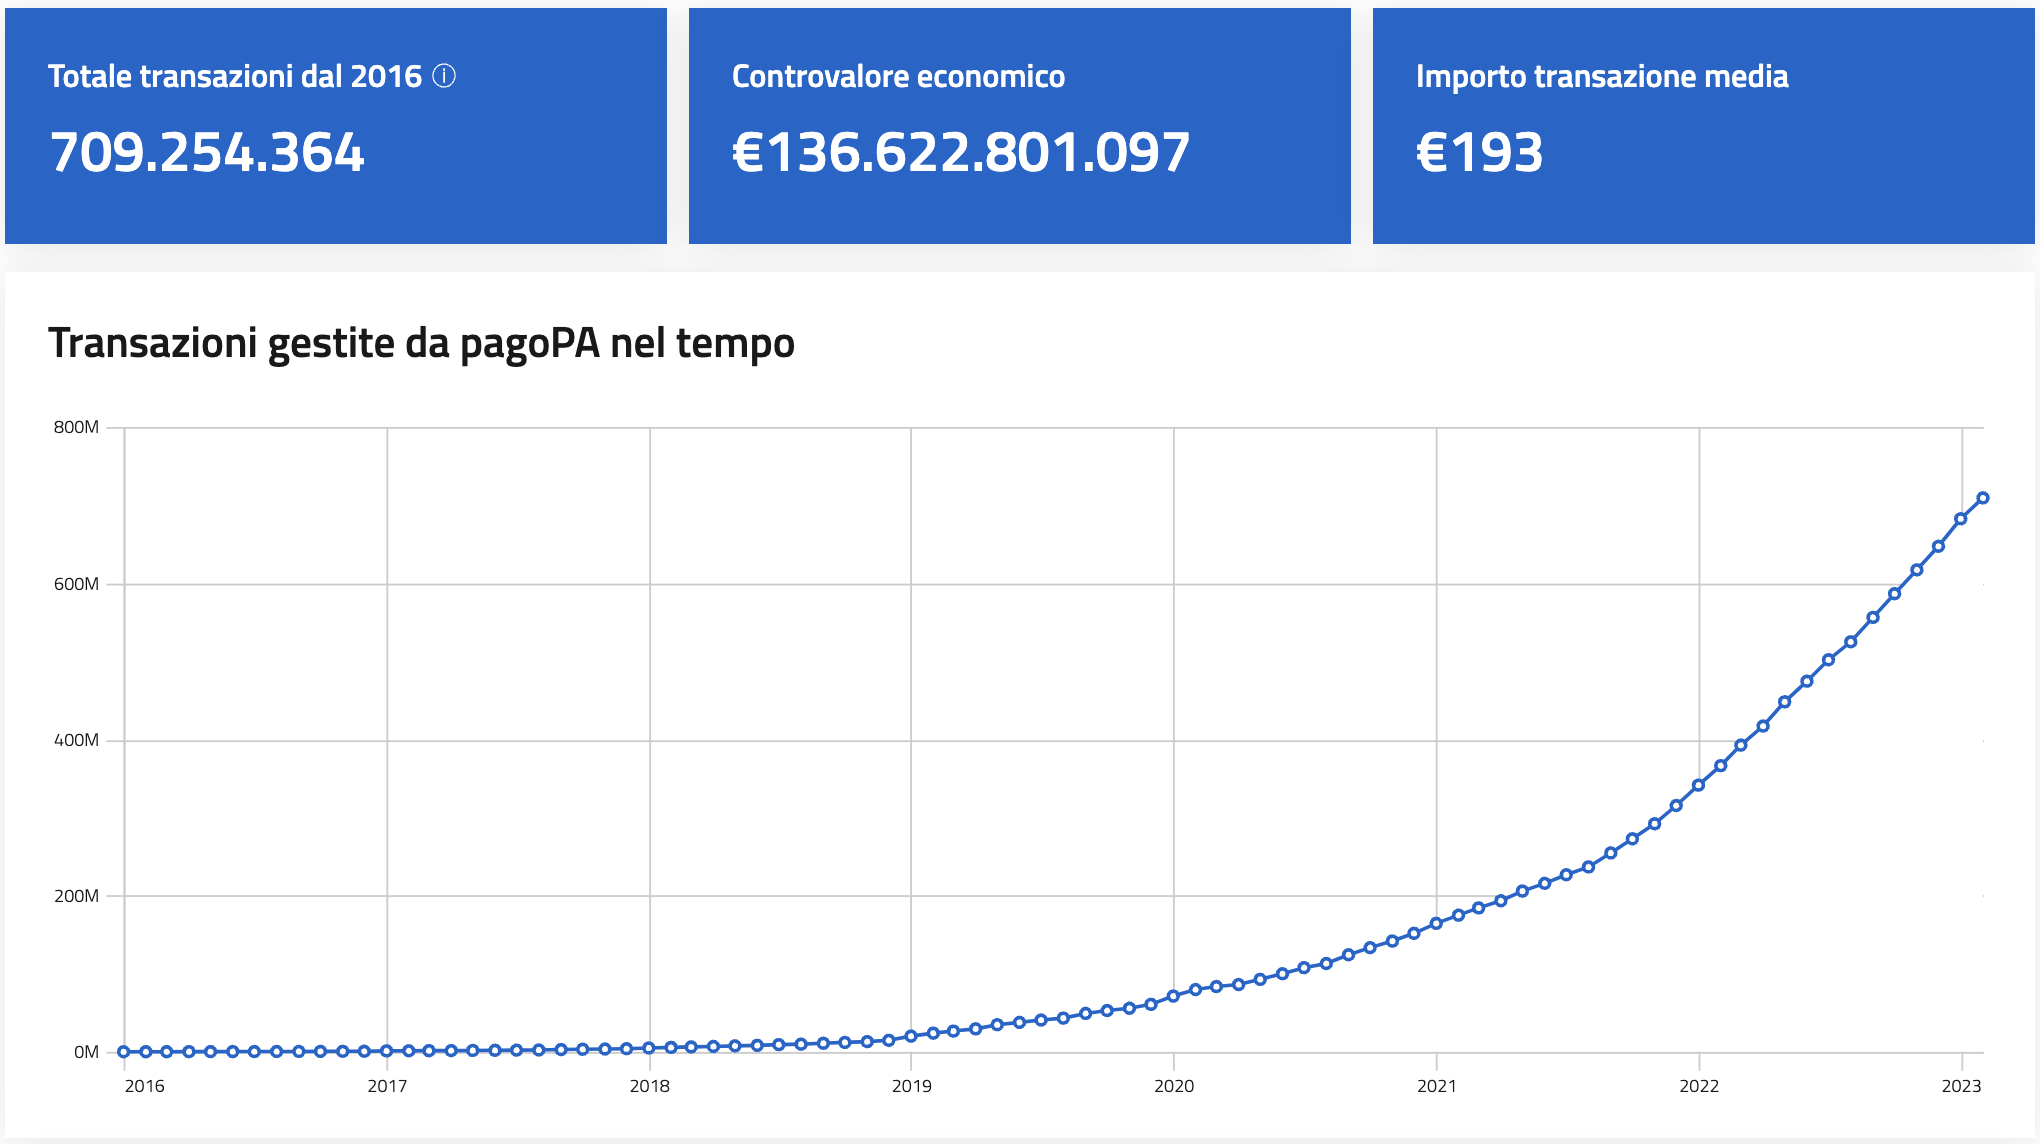 Totale transazioni dal 2016 ⓘ
709.254.364
Controvalore economico
€136.622.801.097
Importo transazione media
€193
Transazioni gestite da pagoPA nel tempo
800M
600M
400M
200M
0M
2016 2017 2018 2019 2020 2021 2022 2023